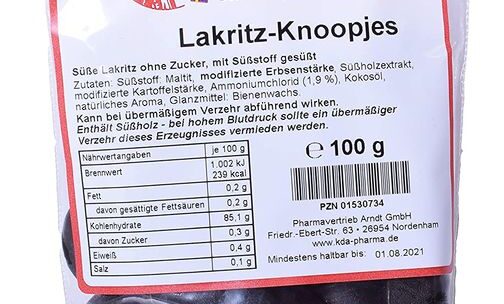 Lakritz-Knoopjes
Süße Lakritz ohne Zucker, mit Süßstoff gesüßt
Zutaten: Süßstoff: Maltit, modifizierte Erbsenstärke, Süßholzextrakt,
modifizierte Kartoffelstärke, Ammoniumchlorid (1,9 %), Kokosöl,
natürliches Aroma, Glanzmittel: Bienenwachs.
Kann bei übermäßigem Verzehr abführend wirken.
Enthält Süßholz - bei hohem Blutdruck sollte ein übermäßiger
Verzehr dieses Erzeugnisses vermieden werden.
Nährwertangaben je 100 g
Brennwert 1.002 kJ
239 kcal
Fett 0,2 g
davon gesättigte Fettsäuren 0,2 g
Kohlenhydrate 85,1 g
davon Zucker 0,3 g
Eiweiß 0,4 g
Salz 0,1 g
℮ 100 g
PZN 01530734
Pharmavertrieb Arndt GmbH
Friedr.-Ebert-Str. 63 • 26954 Nordenham
www.kda-pharma.de
Mindestens haltbar bis: 01.08.2021